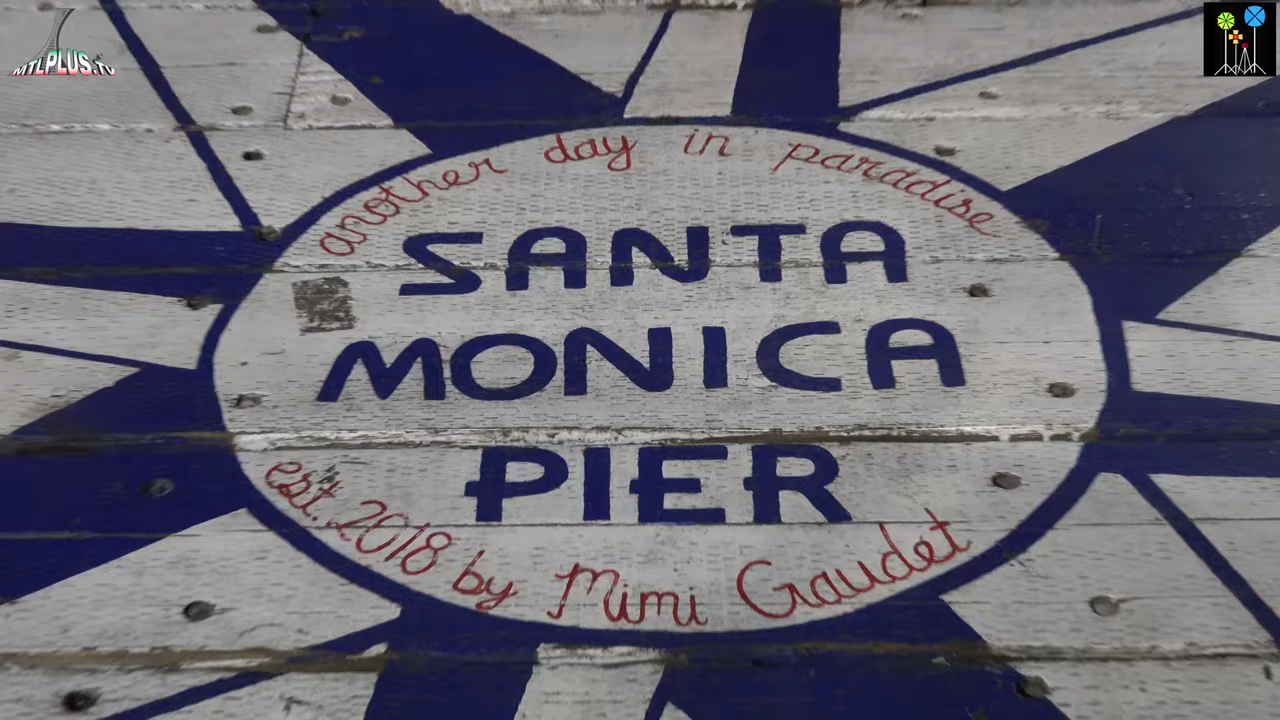 MTLPLUS.TV
another day in paradise
SANTA
MONICA
PIER
est. 2018 by Mimi Gaudet